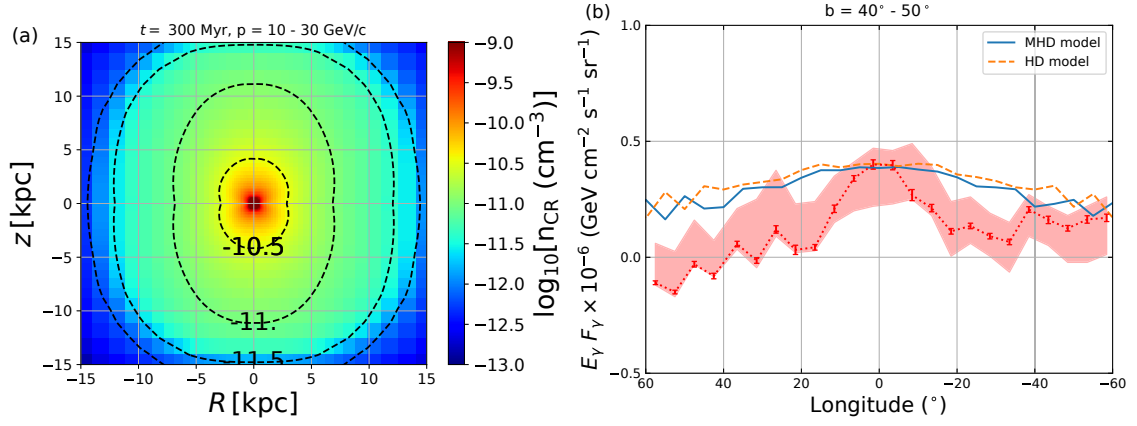 (a)
t = 300 Myr, p = 10 - 30 GeV/c
15
10
5
0
−5
−10
−15
z [kpc]
−15 −10 −5 0 5 10 15
R [kpc]
-10.5
-11.
-11.5
−9.0
−9.5
−10.0
−10.5
−11.0
−11.5
−12.0
−12.5
−13.0
log₁₀[n_CR (cm⁻³)]
(b)
b = 40° - 50°
MHD model
HD model
1.0
0.5
0.0
−0.5
E_γ F_γ × 10⁻⁶ (GeV cm⁻² s⁻¹ sr⁻¹)
60 40 20 0 −20 −40 −60
Longitude (°)